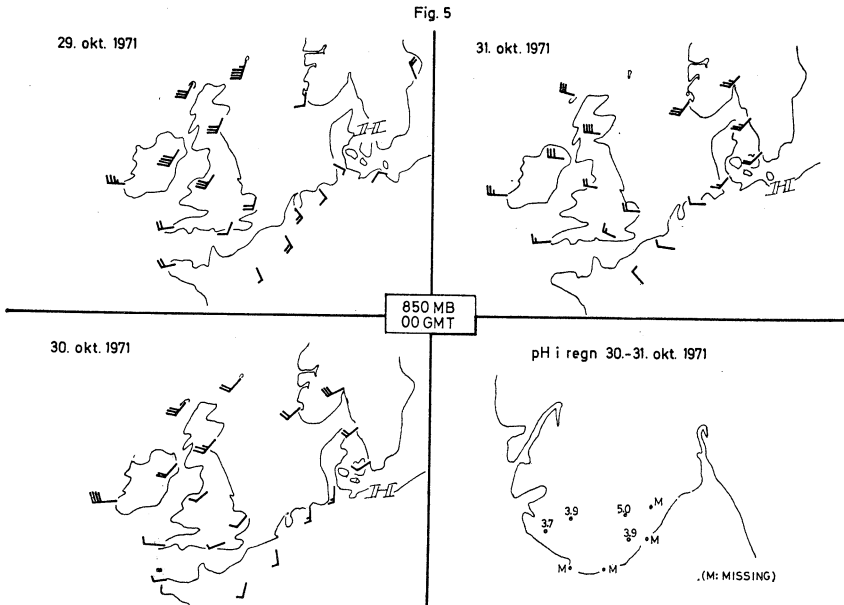 Fig. 5
29. okt. 1971
31. okt. 1971
850 MB
00 GMT
30. okt. 1971
pH i regn 30.-31. okt. 1971
3.7
3.9
5.0
M
3.9
M
M
M
(M: MISSING)